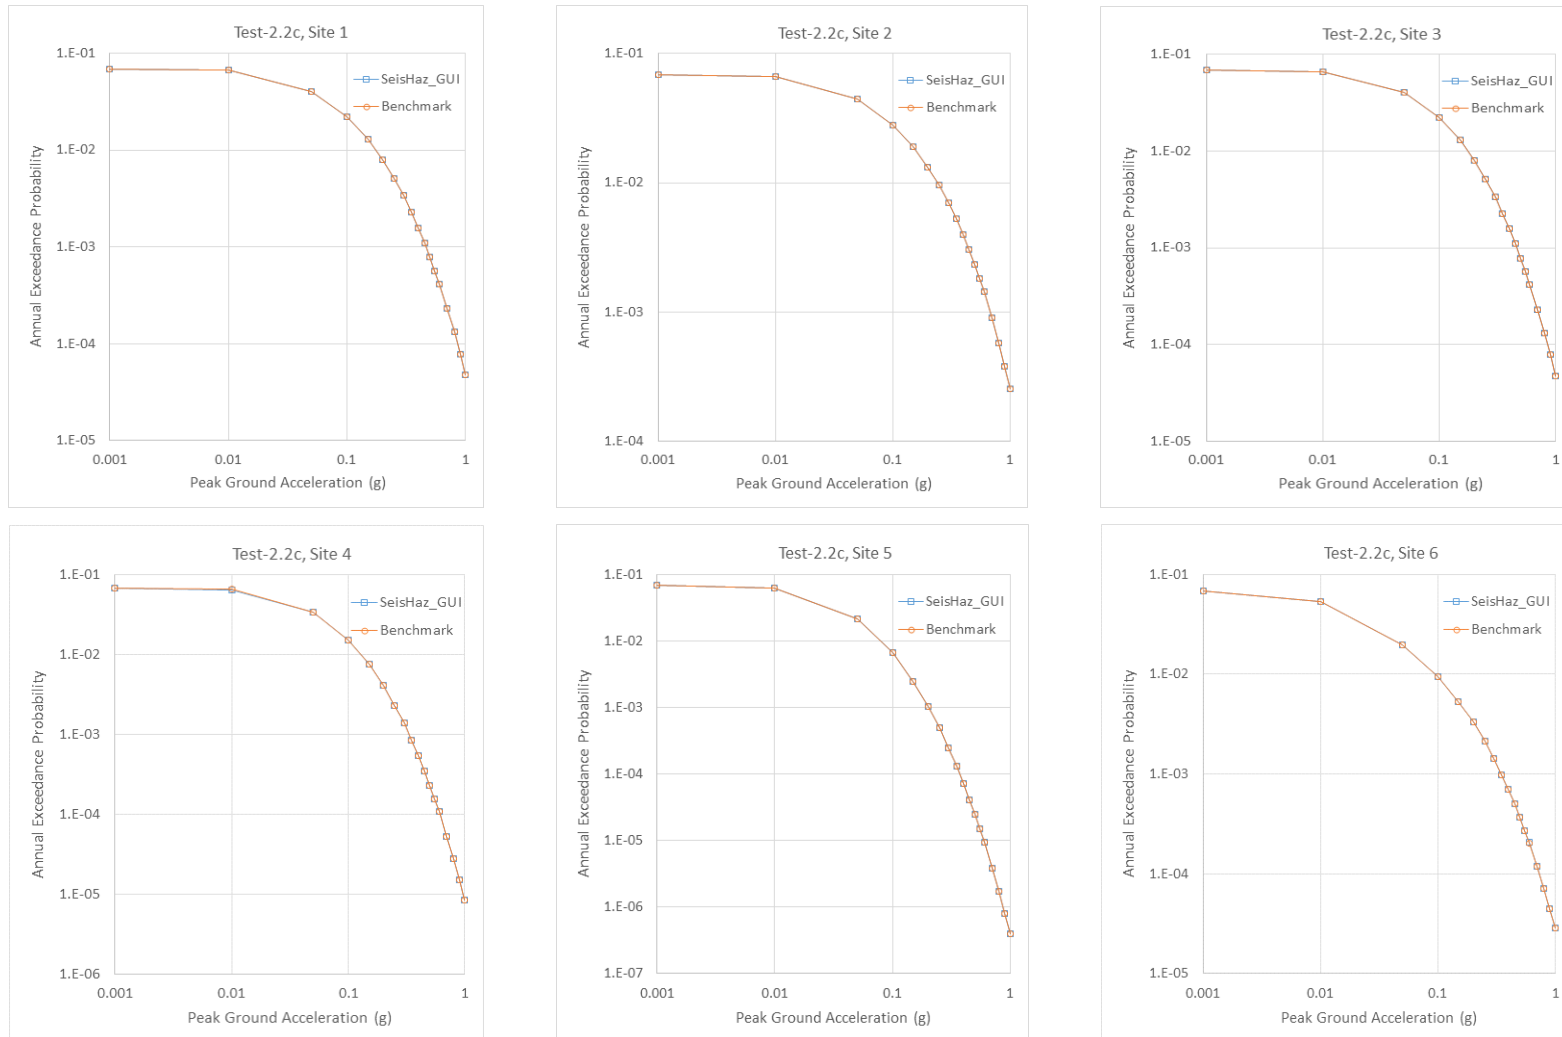 Test-2.2c, Site 1
1.E-01
SeisHaz_GUI
Benchmark
1.E-02
1.E-03
1.E-04
1.E-05
Annual Exceedance Probability
0.001 0.01 0.1 1
Peak Ground Acceleration (g)
Test-2.2c, Site 2
1.E-01
SeisHaz_GUI
Benchmark
1.E-02
1.E-03
1.E-04
Annual Exceedance Probability
0.001 0.01 0.1 1
Peak Ground Acceleration (g)
Test-2.2c, Site 3
1.E-01
SeisHaz_GUI
Benchmark
1.E-02
1.E-03
1.E-04
1.E-05
Annual Exceedance Probability
0.001 0.01 0.1 1
Peak Ground Acceleration (g)
Test-2.2c, Site 4
1.E-01
SeisHaz_GUI
Benchmark
1.E-02
1.E-03
1.E-04
1.E-05
1.E-06
Annual Exceedance Probability
0.001 0.01 0.1 1
Peak Ground Acceleration (g)
Test-2.2c, Site 5
1.E-01
SeisHaz_GUI
Benchmark
1.E-02
1.E-03
1.E-04
1.E-05
1.E-06
1.E-07
Annual Exceedance Probability
0.001 0.01 0.1 1
Peak Ground Acceleration (g)
Test-2.2c, Site 6
1.E-01
SeisHaz_GUI
Benchmark
1.E-02
1.E-03
1.E-04
1.E-05
Annual Exceedance Probability
0.001 0.01 0.1 1
Peak Ground Acceleration (g)